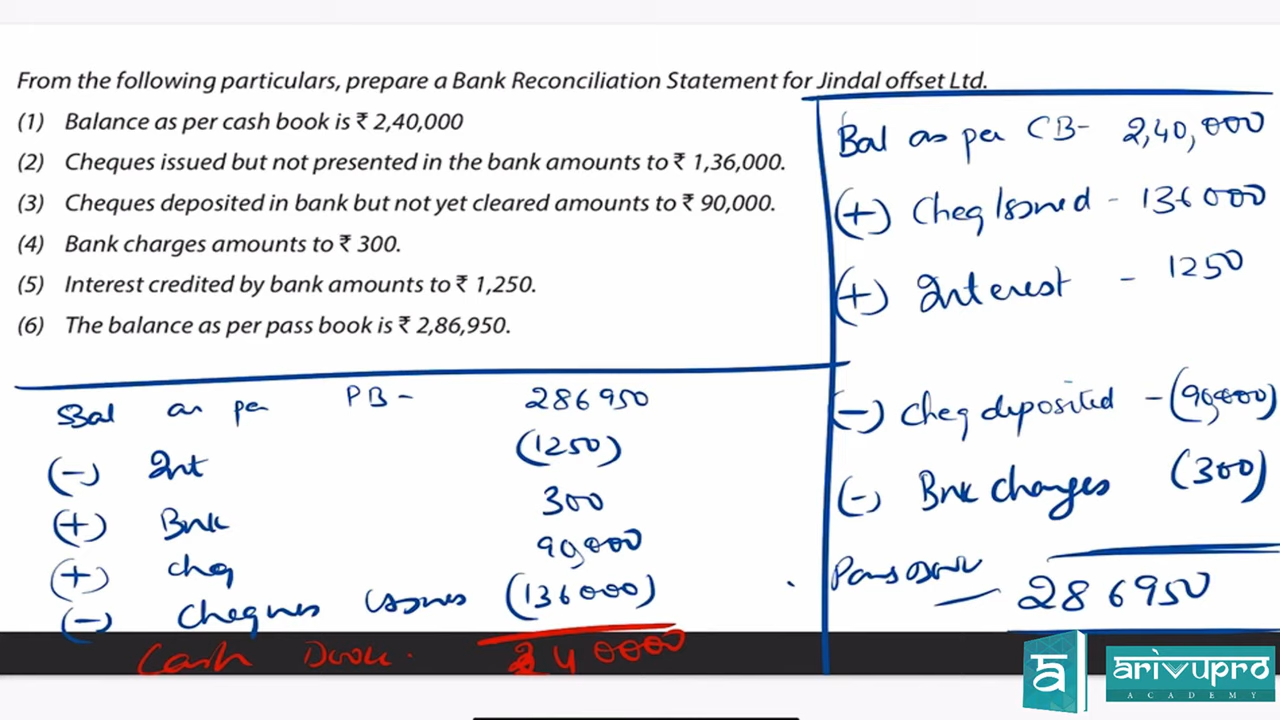 From the following particulars, prepare a Bank Reconciliation Statement for Jindal offset Ltd.
(1) Balance as per cash book is ₹ 2,40,000
(2) Cheques issued but not presented in the bank amounts to ₹ 1,36,000.
(3) Cheques deposited in bank but not yet cleared amounts to ₹ 90,000.
(4) Bank charges amounts to ₹ 300.
(5) Interest credited by bank amounts to ₹ 1,250.
(6) The balance as per pass book is ₹ 2,86,950.
Bal as per CB- 2,40,000
(+) Cheq Issued - 136000
(+) Interest - 1250
(-) Cheq deposited - (90,000)
(-) Bnk charges (300)
Passbook - 286950
Bal as per PB - 286950
(-) Int (1250)
(+) Bnk 300
(+) cheq 90000
(-) Cheques issues (136000)
Cash Book. 240000
a
arivupro
ACADEMY